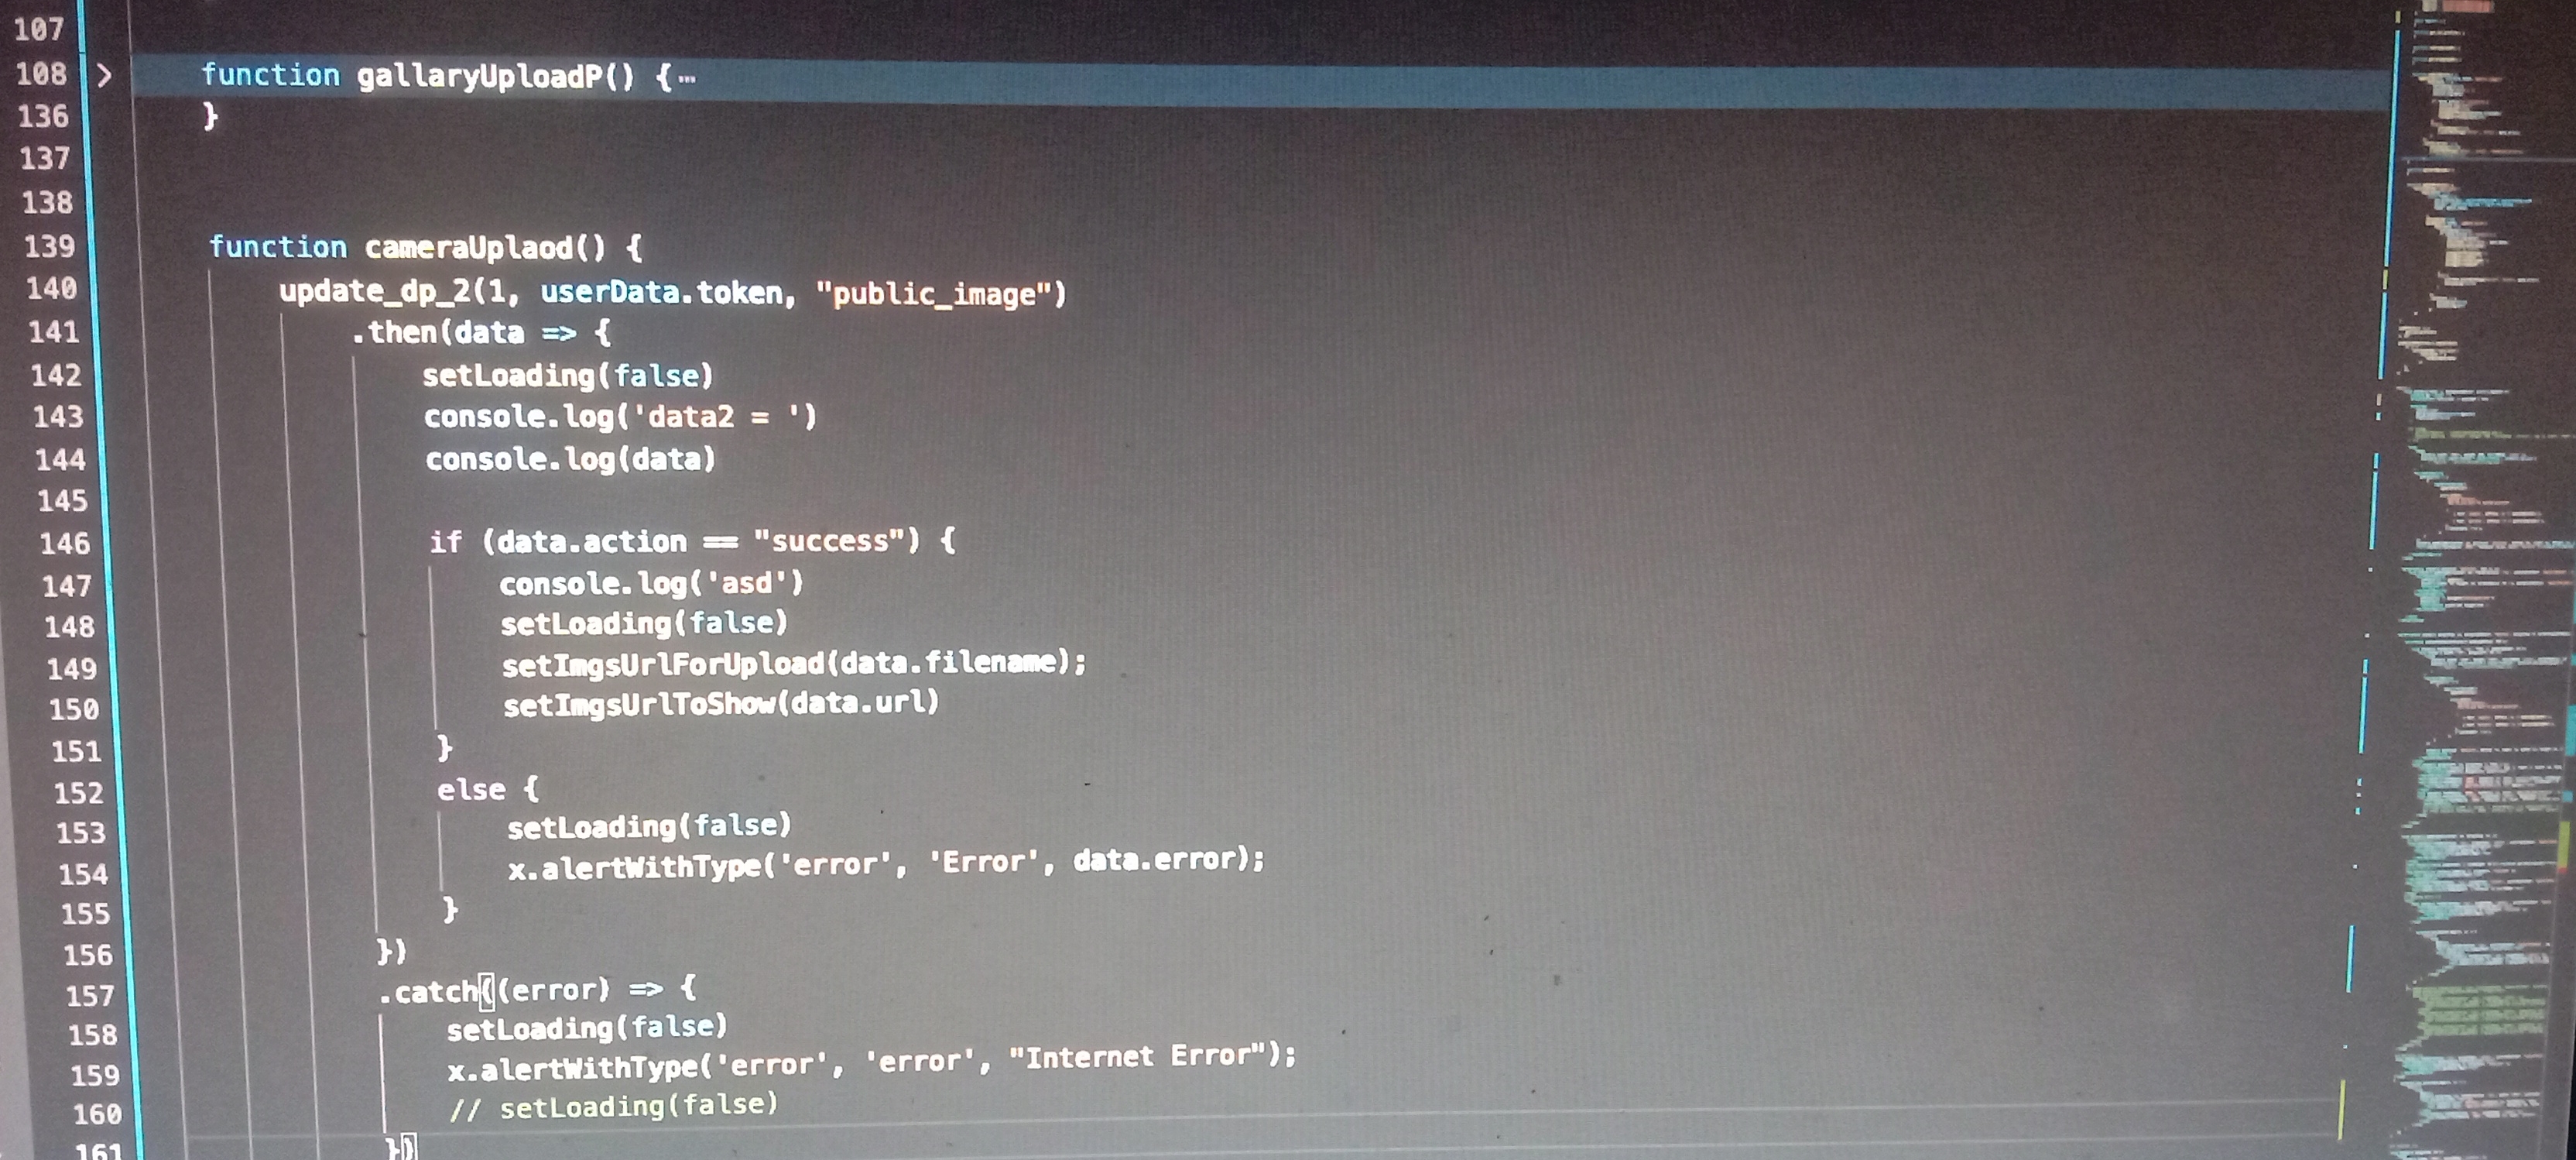 107
108 > function gallaryUploadP() {…
136 }
137
138
139 function cameraUplaod() {
140 update_dp_2(1, userData.token, "public_image")
141 .then(data => {
142 setLoading(false)
143 console.log('data2 = ')
144 console.log(data)
145
146 if (data.action == "success") {
147 console.log('asd')
148 setLoading(false)
149 setImgsUrlForUpload(data.filename);
150 setImgsUrlToShow(data.url)
151 }
152 else {
153 setLoading(false)
154 x.alertWithType('error', 'Error', data.error);
155 }
156 })
157 .catch((error) => {
158 setLoading(false)
159 x.alertWithType('error', 'error', "Internet Error");
160 // setLoading(false)
161 })